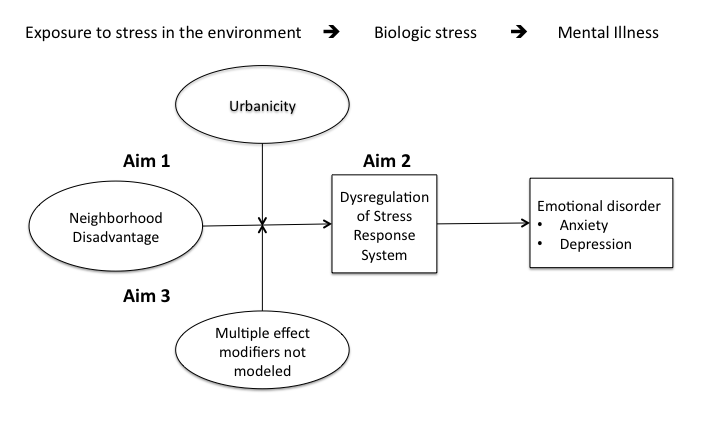 Exposure to stress in the environment ➔ Biologic stress ➔ Mental Illness
Urbanicity
Aim 1
Aim 2
Neighborhood
Disadvantage
Dysregulation
of Stress
Response
System
Emotional disorder
• Anxiety
• Depression
Aim 3
Multiple effect
modifiers not
modeled